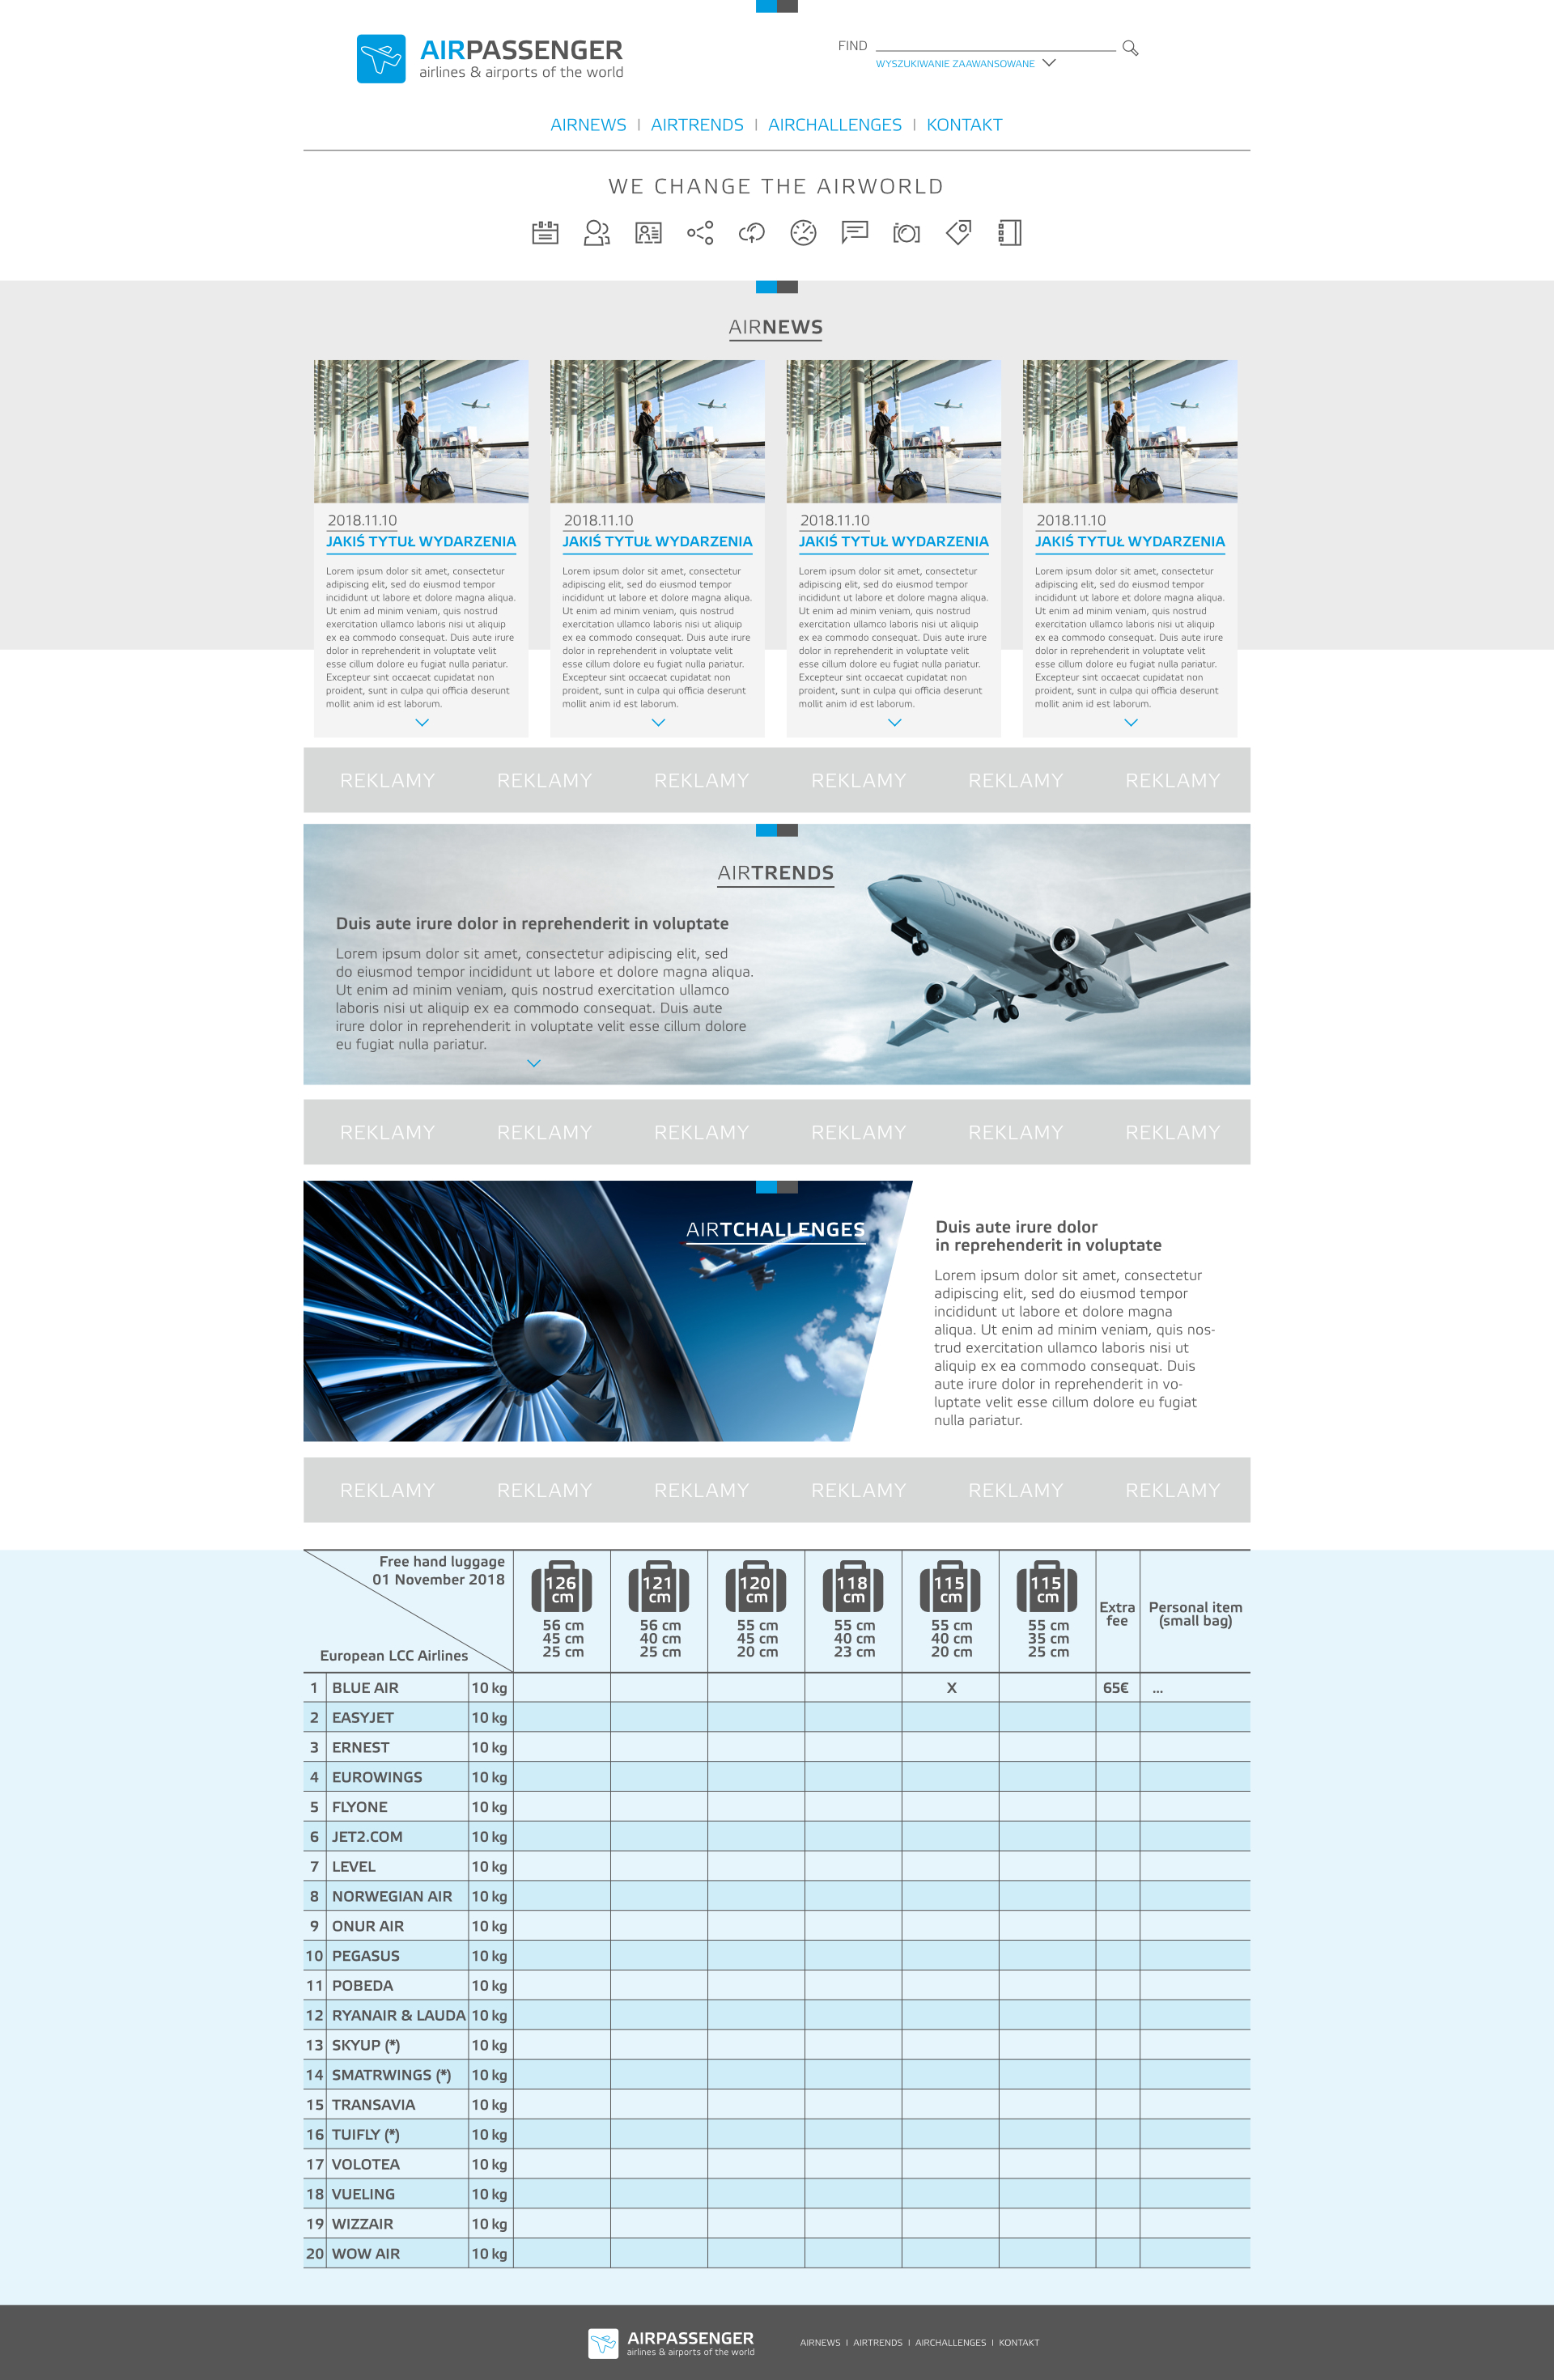 AIRPASSENGER
airlines & airports of the world
FIND
WYSZUKIWANIE ZAAWANSOWANE
AIRNEWS | AIRTRENDS | AIRCHALLENGES | KONTAKT
WE CHANGE THE AIRWORLD
AIRNEWS
2018.11.10
JAKIŚ TYTUŁ WYDARZENIA
Lorem ipsum dolor sit amet, consectetur
adipiscing elit, sed do eiusmod tempor
incididunt ut labore et dolore magna aliqua.
Ut enim ad minim veniam, quis nostrud
exercitation ullamco laboris nisi ut aliquip
ex ea commodo consequat. Duis aute irure
dolor in reprehenderit in voluptate velit
esse cillum dolore eu fugiat nulla pariatur.
Excepteur sint occaecat cupidatat non
proident, sunt in culpa qui officia deserunt
mollit anim id est laborum.
2018.11.10
JAKIŚ TYTUŁ WYDARZENIA
Lorem ipsum dolor sit amet, consectetur
adipiscing elit, sed do eiusmod tempor
incididunt ut labore et dolore magna aliqua.
Ut enim ad minim veniam, quis nostrud
exercitation ullamco laboris nisi ut aliquip
ex ea commodo consequat. Duis aute irure
dolor in reprehenderit in voluptate velit
esse cillum dolore eu fugiat nulla pariatur.
Excepteur sint occaecat cupidatat non
proident, sunt in culpa qui officia deserunt
mollit anim id est laborum.
2018.11.10
JAKIŚ TYTUŁ WYDARZENIA
Lorem ipsum dolor sit amet, consectetur
adipiscing elit, sed do eiusmod tempor
incididunt ut labore et dolore magna aliqua.
Ut enim ad minim veniam, quis nostrud
exercitation ullamco laboris nisi ut aliquip
ex ea commodo consequat. Duis aute irure
dolor in reprehenderit in voluptate velit
esse cillum dolore eu fugiat nulla pariatur.
Excepteur sint occaecat cupidatat non
proident, sunt in culpa qui officia deserunt
mollit anim id est laborum.
2018.11.10
JAKIŚ TYTUŁ WYDARZENIA
Lorem ipsum dolor sit amet, consectetur
adipiscing elit, sed do eiusmod tempor
incididunt ut labore et dolore magna aliqua.
Ut enim ad minim veniam, quis nostrud
exercitation ullamco laboris nisi ut aliquip
ex ea commodo consequat. Duis aute irure
dolor in reprehenderit in voluptate velit
esse cillum dolore eu fugiat nulla pariatur.
Excepteur sint occaecat cupidatat non
proident, sunt in culpa qui officia deserunt
mollit anim id est laborum.
REKLAMY REKLAMY REKLAMY REKLAMY REKLAMY REKLAMY
AIRTRENDS
Duis aute irure dolor in reprehenderit in voluptate
Lorem ipsum dolor sit amet, consectetur adipiscing elit, sed
do eiusmod tempor incididunt ut labore et dolore magna aliqua.
Ut enim ad minim veniam, quis nostrud exercitation ullamco
laboris nisi ut aliquip ex ea commodo consequat. Duis aute
irure dolor in reprehenderit in voluptate velit esse cillum dolore
eu fugiat nulla pariatur.
REKLAMY REKLAMY REKLAMY REKLAMY REKLAMY REKLAMY
AIRTCHALLENGES
Duis aute irure dolor
in reprehenderit in voluptate
Lorem ipsum dolor sit amet, consectetur
adipiscing elit, sed do eiusmod tempor
incididunt ut labore et dolore magna
aliqua. Ut enim ad minim veniam, quis nos-
trud exercitation ullamco laboris nisi ut
aliquip ex ea commodo consequat. Duis
aute irure dolor in reprehenderit in vo-
luptate velit esse cillum dolore eu fugiat
nulla pariatur.
REKLAMY REKLAMY REKLAMY REKLAMY REKLAMY REKLAMY
Free hand luggage
01 November 2018
European LCC Airlines
126
cm
56 cm
45 cm
25 cm
121
cm
56 cm
40 cm
25 cm
120
cm
55 cm
45 cm
20 cm
118
cm
55 cm
40 cm
23 cm
115
cm
55 cm
40 cm
20 cm
115
cm
55 cm
35 cm
25 cm
Extra
fee
Personal item
(small bag)
1 BLUE AIR 10 kg X 65€ ...
2 EASYJET 10 kg
3 ERNEST 10 kg
4 EUROWINGS 10 kg
5 FLYONE 10 kg
6 JET2.COM 10 kg
7 LEVEL 10 kg
8 NORWEGIAN AIR 10 kg
9 ONUR AIR 10 kg
10 PEGASUS 10 kg
11 POBEDA 10 kg
12 RYANAIR & LAUDA 10 kg
13 SKYUP (*) 10 kg
14 SMATRWINGS (*) 10 kg
15 TRANSAVIA 10 kg
16 TUIFLY (*) 10 kg
17 VOLOTEA 10 kg
18 VUELING 10 kg
19 WIZZAIR 10 kg
20 WOW AIR 10 kg
AIRPASSENGER
airlines & airports of the world
AIRNEWS | AIRTRENDS | AIRCHALLENGES | KONTAKT